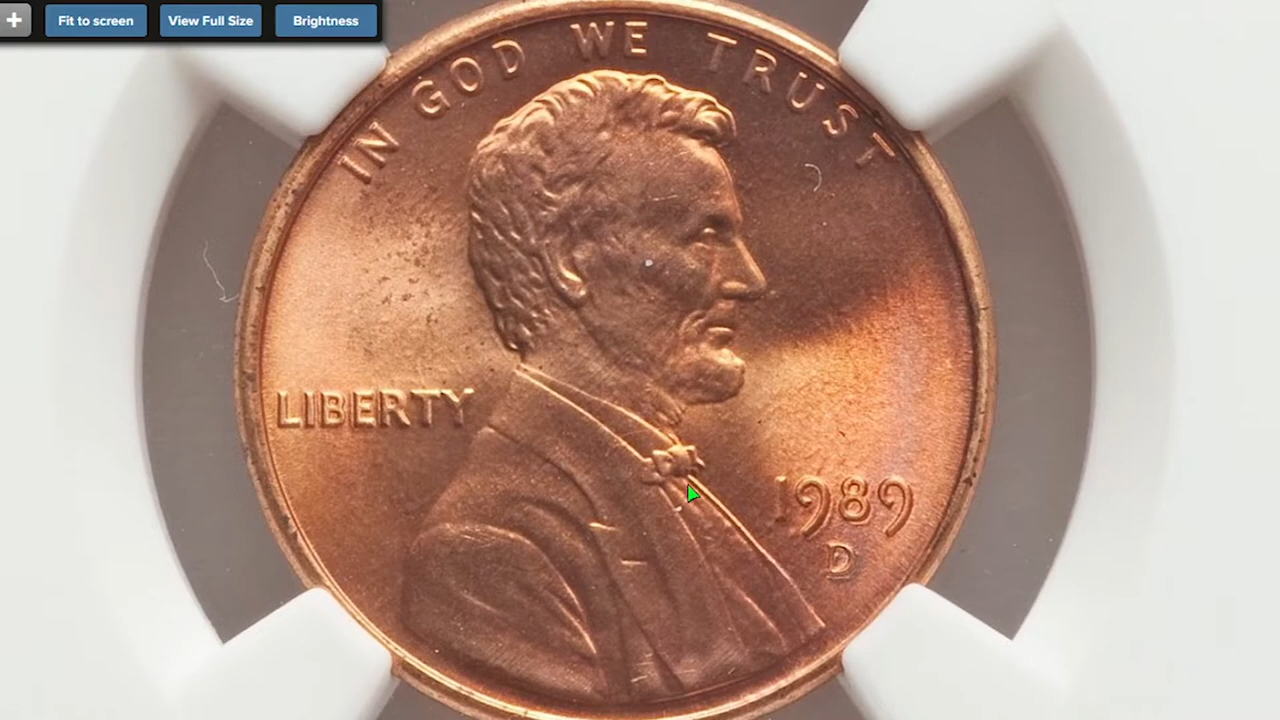 Fit to screen
View Full Size
Brightness
IN GOD WE TRUST
LIBERTY
1989
D